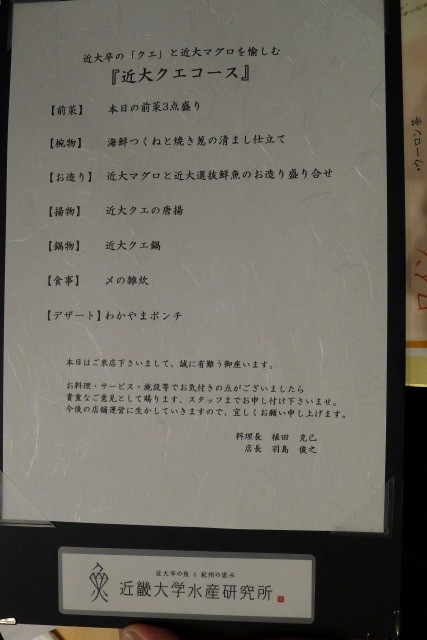 近大卒の「クエ」と近大マグロを愉しむ
『近大クエコース』
【前菜】 本日の前菜3点盛り
【椀物】 海鮮つくねと焼き葱の清まし仕立て
【お造り】 近大マグロと近大選抜鮮魚のお造り盛り合せ
【揚物】 近大クエの唐揚
【鍋物】 近大クエ鍋
【食事】 〆の雑炊
【デザート】わかやまポンチ
本日はご来店下さいまして、誠に有難う御座います。
お料理・サービス・施設等でお気付きの点がございましたら
貴重なご意見として賜ります、スタッフまでお申し付け下さいませ。
今後の店舗運営に生かしていきますので、宜しくお願い申し上げます。
料理長 植田 克己
店長 羽島 俊之
近大卒の魚 と 紀州の恵み
近畿大学水産研究所
ウーロン茶
ワイン